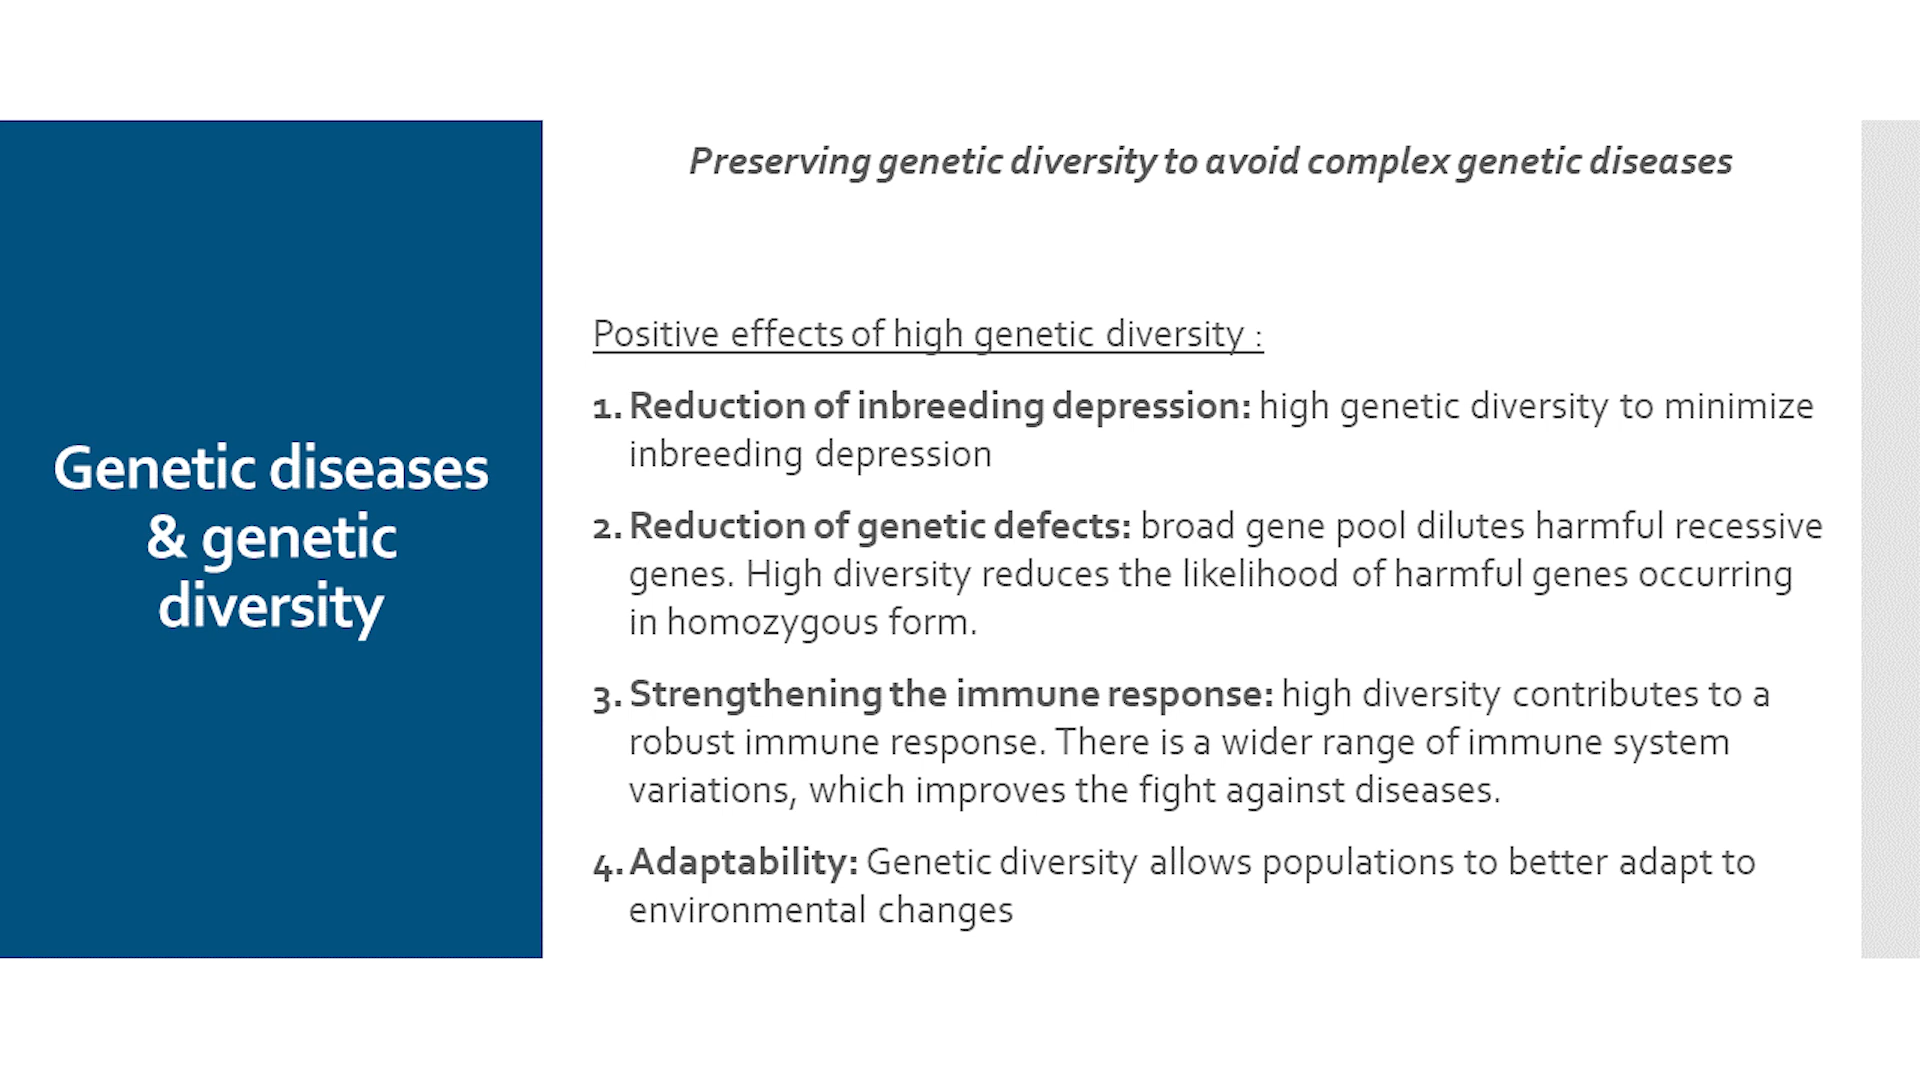 Genetic diseases
& genetic
diversity
Preserving genetic diversity to avoid complex genetic diseases
Positive effects of high genetic diversity :
1. Reduction of inbreeding depression: high genetic diversity to minimize
inbreeding depression
2. Reduction of genetic defects: broad gene pool dilutes harmful recessive
genes. High diversity reduces the likelihood of harmful genes occurring
in homozygous form.
3. Strengthening the immune response: high diversity contributes to a
robust immune response. There is a wider range of immune system
variations, which improves the fight against diseases.
4. Adaptability: Genetic diversity allows populations to better adapt to
environmental changes